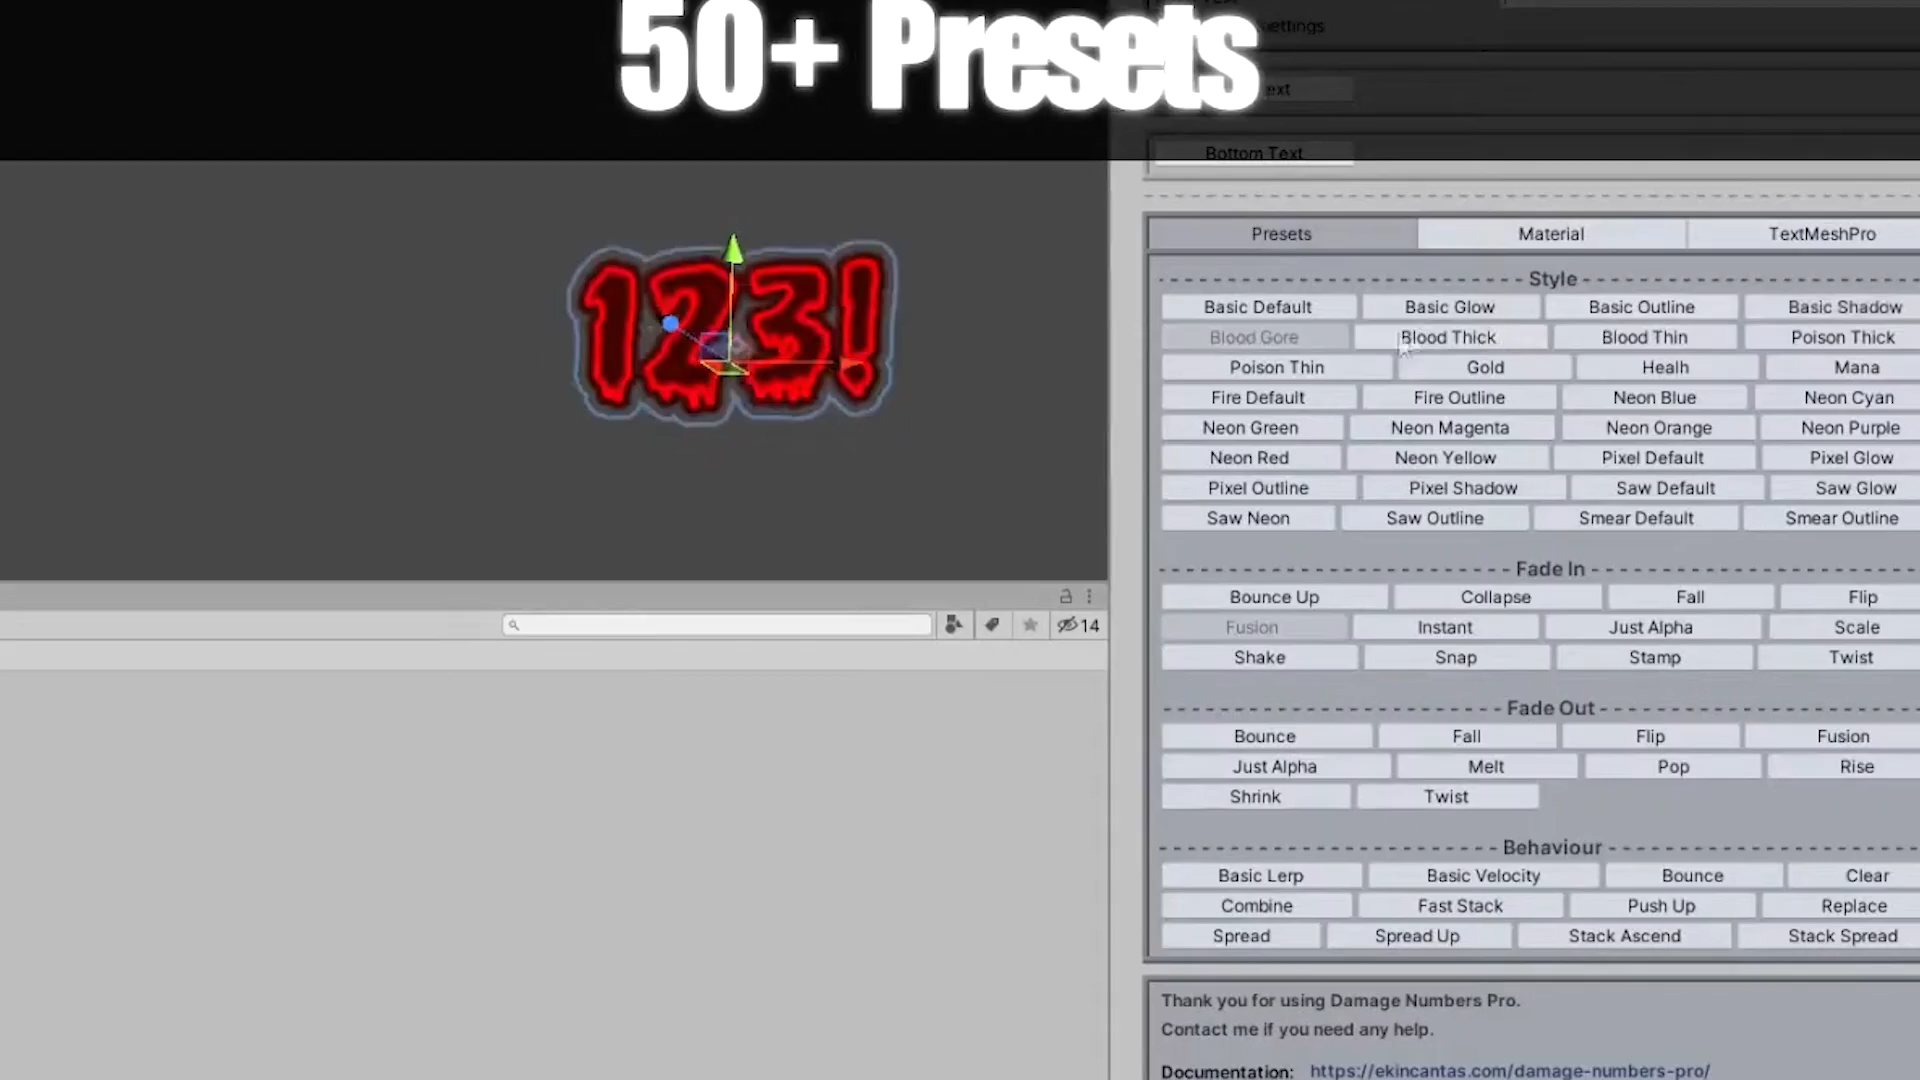 50+ Presets
ettings
ext
Bottom Text
Presets Material TextMeshPro
Style
Basic Default Basic Glow Basic Outline Basic Shadow
Blood Gore Blood Thick Blood Thin Poison Thick
Poison Thin Gold Healh Mana
Fire Default Fire Outline Neon Blue Neon Cyan
Neon Green Neon Magenta Neon Orange Neon Purple
Neon Red Neon Yellow Pixel Default Pixel Glow
Pixel Outline Pixel Shadow Saw Default Saw Glow
Saw Neon Saw Outline Smear Default Smear Outline
123!
Fade In
Bounce Up Collapse Fall Flip
Fusion Instant Just Alpha Scale
Shake Snap Stamp Twist
14
Fade Out
Bounce Fall Flip Fusion
Just Alpha Melt Pop Rise
Shrink Twist
Behaviour
Basic Lerp Basic Velocity Bounce Clear
Combine Fast Stack Push Up Replace
Spread Spread Up Stack Ascend Stack Spread
Thank you for using Damage Numbers Pro.
Contact me if you need any help.
Documentation: https://ekincantas.com/damage-numbers-pro/